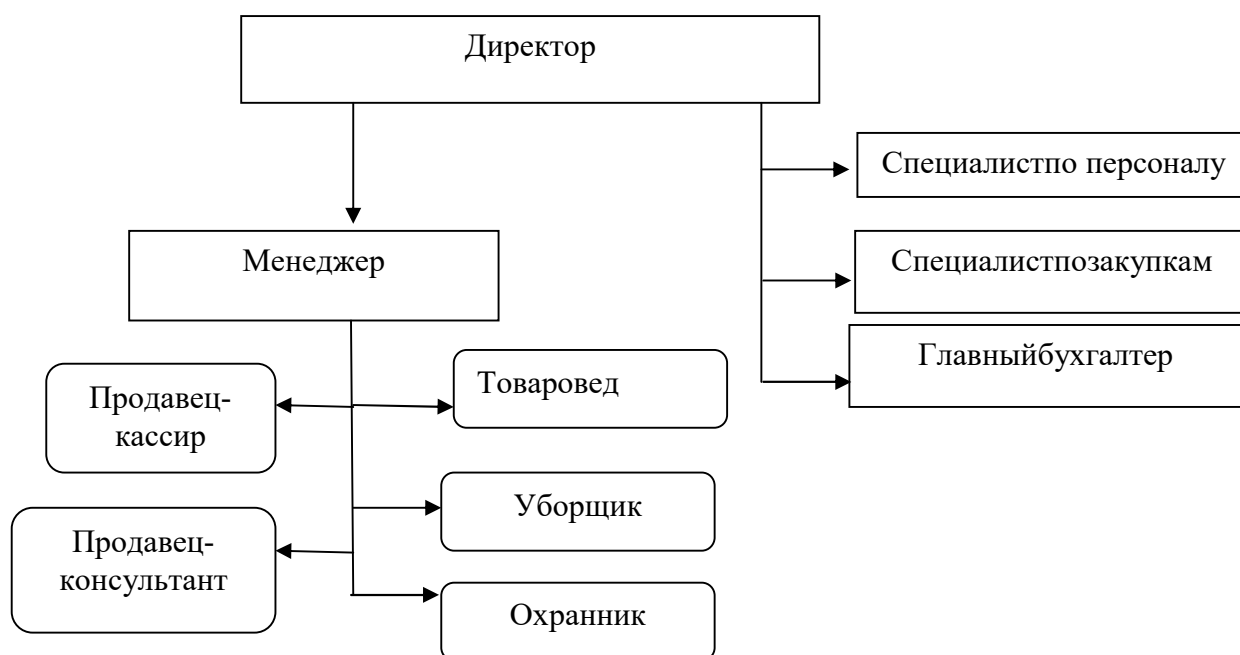 Директор
Специалистпо персоналу
Менеджер
Специалистпозакупкам
Главныйбухгалтер
Продавец-
кассир
Товаровед
Уборщик
Продавец-
консультант
Охранник